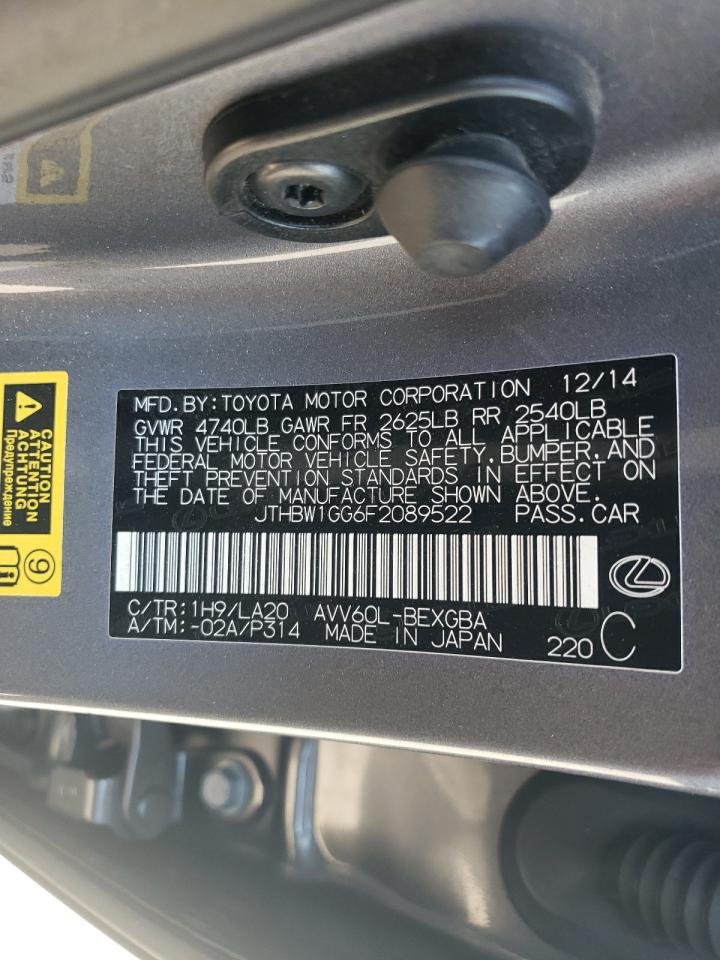 MFD.BY:TOYOTA MOTOR CORPORATION 12/14
GVWR 4740LB GAWR FR 2625LB RR 2540LB
THIS VEHICLE CONFORMS TO ALL APPLICABLE
FEDERAL MOTOR VEHICLE SAFETY,BUMPER,AND
THEFT PREVENTION STANDARDS IN EFFECT ON
THE DATE OF MANUFACTURE SHOWN ABOVE.
JTHBW1GG6F2089522 PASS.CAR
C/TR:1H9/LA20 AVV60L-BEXGBA
A/TM:-02A/P314 MADE IN JAPAN
220 C
CAUTION
ATTENTION
ACHTUNG
Предупреждение
9